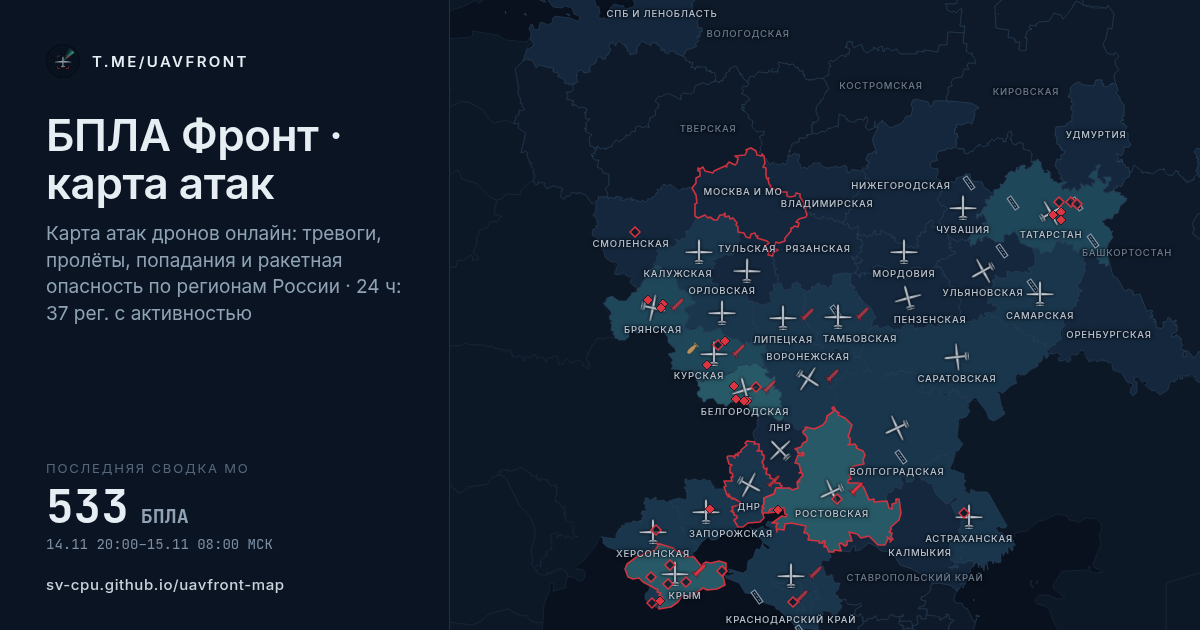 T.ME/UAVFRONT
БПЛА Фронт ·
карта атак
Карта атак дронов онлайн: тревоги,
пролёты, попадания и ракетная
опасность по регионам России · 24 ч:
37 рег. с активностью
ПОСЛЕДНЯЯ СВОДКА МО
533 БПЛА
14.11 20:00–15.11 08:00 МСК
sv-cpu.github.io/uavfront-map
СПБ И ЛЕНОБЛАСТЬ
ВОЛОГОДСКАЯ
КОСТРОМСКАЯ
КИРОВСКАЯ
ТВЕРСКАЯ
УДМУРТИЯ
МОСКВА И МО
НИЖЕГОРОДСКАЯ
ВЛАДИМИРСКАЯ
ЧУВАШИЯ
ТАТАРСТАН
СМОЛЕНСКАЯ
ТУЛЬСКАЯ
РЯЗАНСКАЯ
БАШКОРТОСТАН
КАЛУЖСКАЯ
МОРДОВИЯ
ОРЛОВСКАЯ
УЛЬЯНОВСКАЯ
САМАРСКАЯ
ПЕНЗЕНСКАЯ
БРЯНСКАЯ
ЛИПЕЦКАЯ
ТАМБОВСКАЯ
ОРЕНБУРГСКАЯ
ВОРОНЕЖСКАЯ
КУРСКАЯ
САРАТОВСКАЯ
БЕЛГОРОДСКАЯ
ЛНР
ВОЛГОГРАДСКАЯ
ДНР
РОСТОВСКАЯ
ЗАПОРОЖСКАЯ
АСТРАХАНСКАЯ
ХЕРСОНСКАЯ
КАЛМЫКИЯ
СТАВРОПОЛЬСКИЙ КРАЙ
КРЫМ
КРАСНОДАРСКИЙ КРАЙ